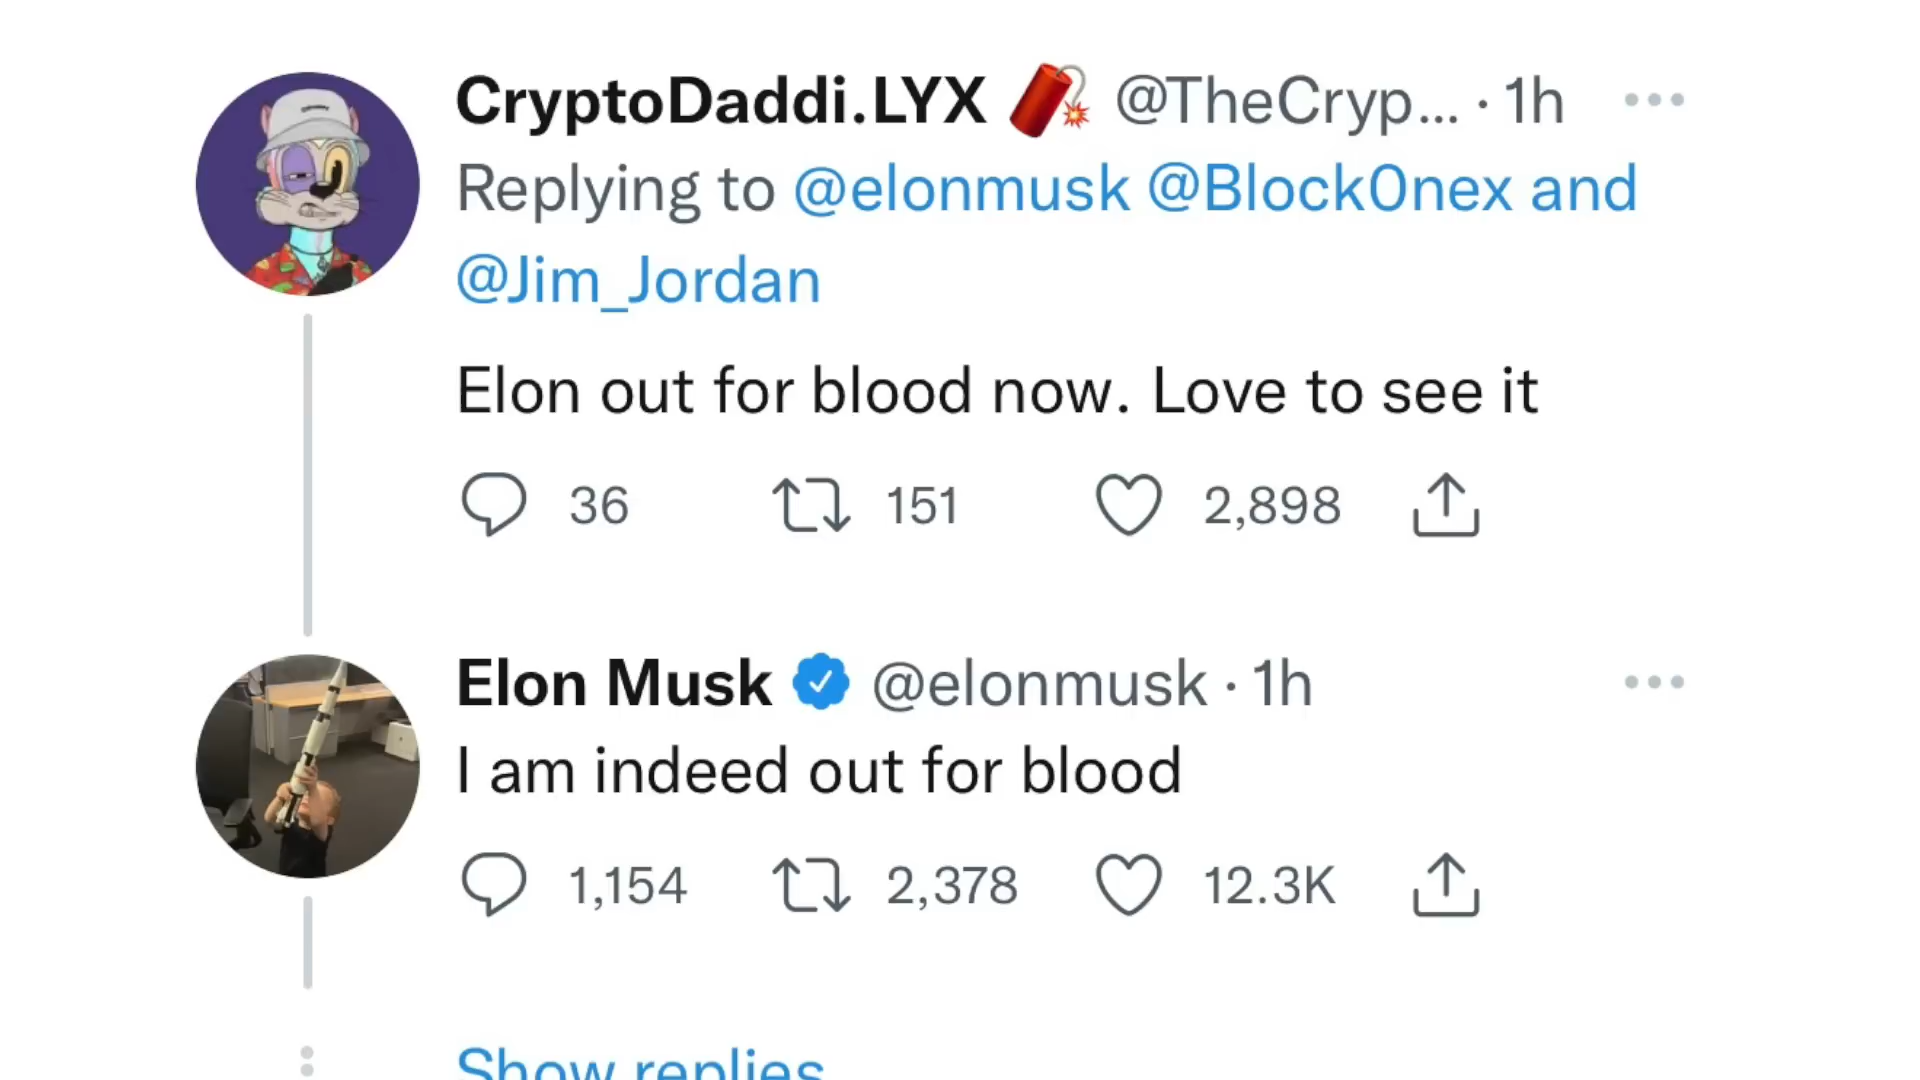 CryptoDaddi.LYX 🧨 @TheCryp... · 1h
Replying to @elonmusk @BlockOnex and
@Jim_Jordan
Elon out for blood now. Love to see it
36 151 2,898
Elon Musk @elonmusk · 1h
I am indeed out for blood
1,154 2,378 12.3K
Show replies